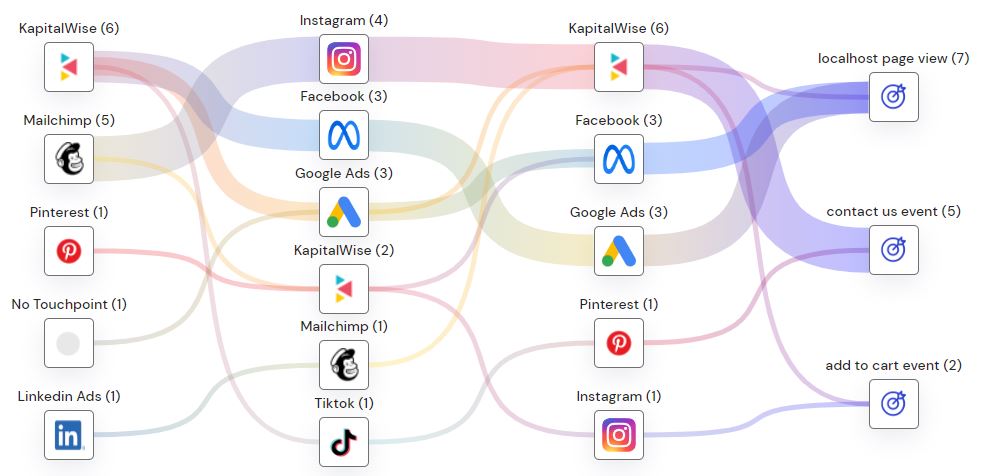 KapitalWise (6)
Mailchimp (5)
Pinterest (1)
No Touchpoint (1)
Linkedin Ads (1)
in
Instagram (4)
Facebook (3)
Google Ads (3)
KapitalWise (2)
Mailchimp (1)
Tiktok (1)
KapitalWise (6)
Facebook (3)
Google Ads (3)
Pinterest (1)
Instagram (1)
localhost page view (7)
contact us event (5)
add to cart event (2)